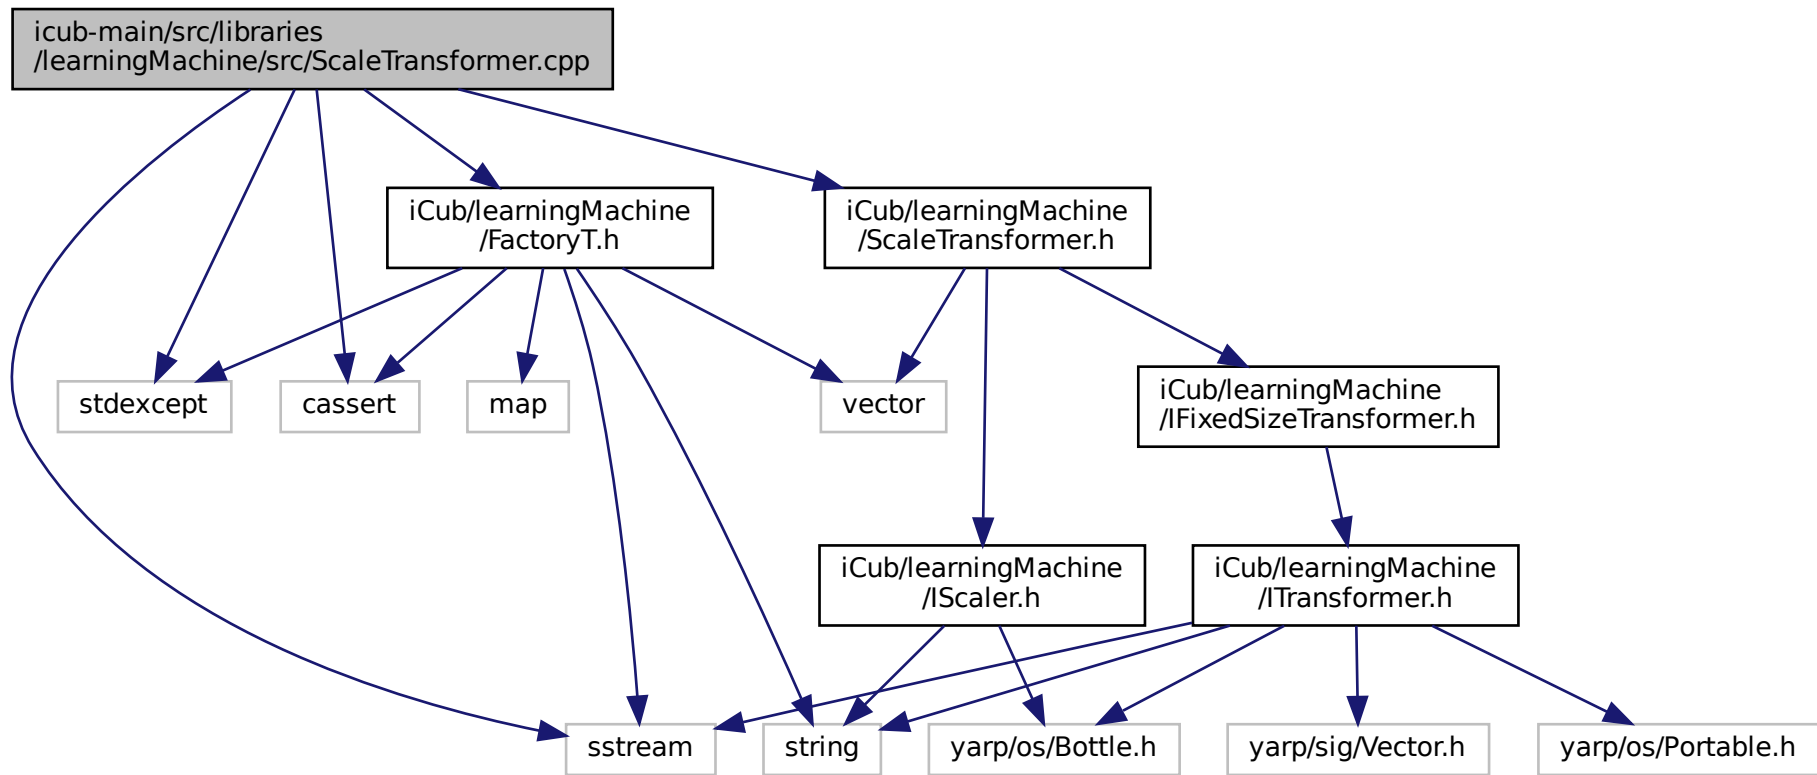 icub-main/src/libraries
/learningMachine/src/ScaleTransformer.cpp
iCub/learningMachine
/FactoryT.h
iCub/learningMachine
/ScaleTransformer.h
stdexcept
cassert
map
vector
iCub/learningMachine
/IFixedSizeTransformer.h
iCub/learningMachine
/IScaler.h
iCub/learningMachine
/ITransformer.h
sstream
string
yarp/os/Bottle.h
yarp/sig/Vector.h
yarp/os/Portable.h